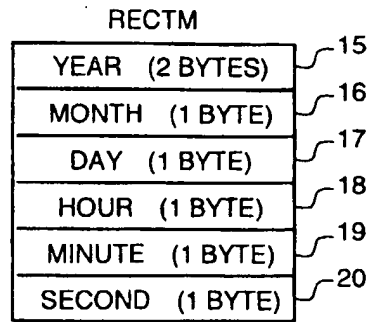 RECTM
YEAR (2 BYTES) 15
MONTH (1 BYTE) 16
DAY (1 BYTE) 17
HOUR (1 BYTE) 18
MINUTE (1 BYTE) 19
SECOND (1 BYTE) 20